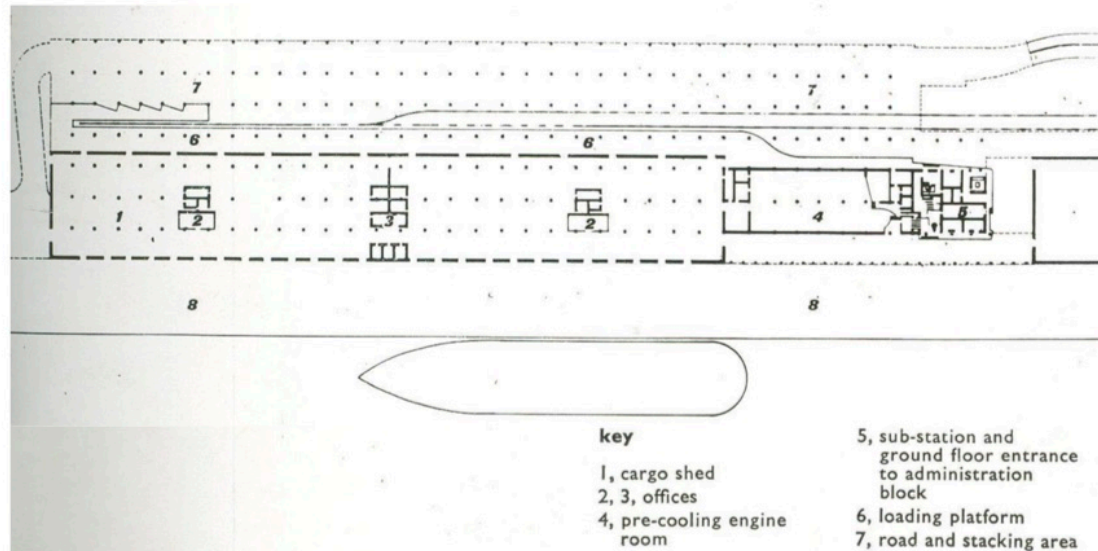 7
7
6
6
1
2
3
2
4
5
8
8
key
1, cargo shed
2, 3, offices
4, pre-cooling engine
room
5, sub-station and
ground floor entrance
to administration
block
6, loading platform
7, road and stacking area